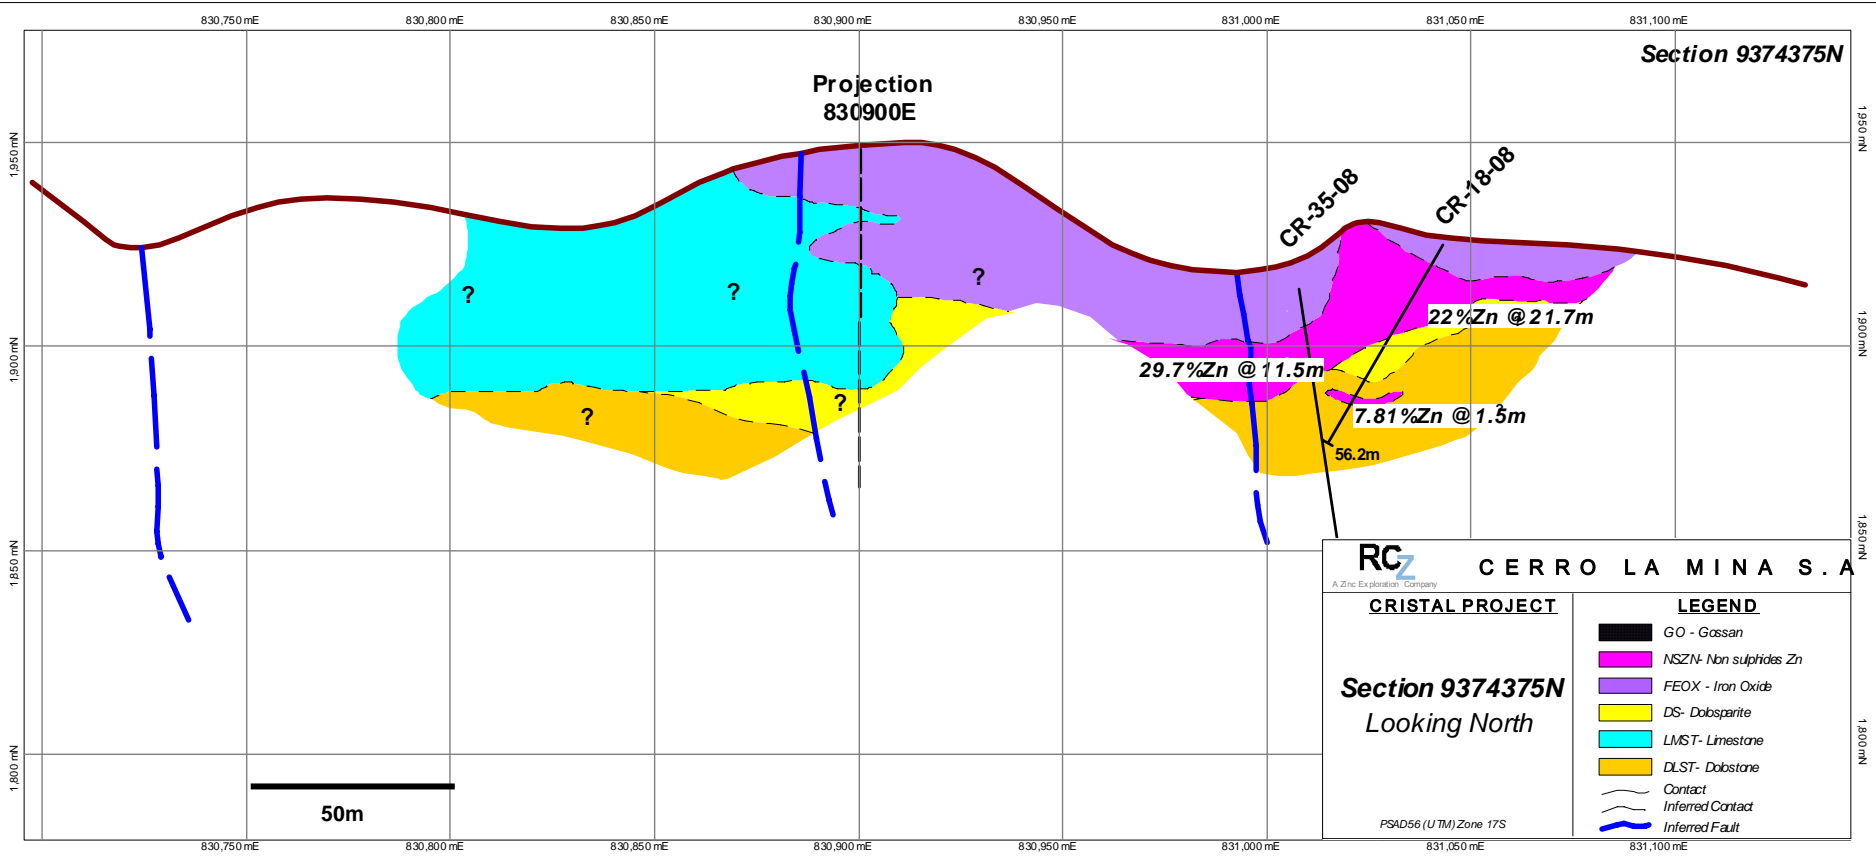 830,750 mE 830,800 mE 830,850 mE 830,900 mE 830,950 mE 831,000 mE 831,050 mE 831,100 mE
Section 9374375N
Projection
830900E
1,950 mN
1,950 mN
CR-35-08
CR-18-08
?
?
?
22%Zn @ 21.7m
1,900 mN
1,900 mN
29.7%Zn @ 11.5m
?
?
?
7.81%Zn @ 1.5m
56.2m
1,850 mN
1,850 mN
RCZ
A Zinc Exploration Company
CERRO LA MINA S.A
CRISTAL PROJECT
Section 9374375N
Looking North
PSAD56 (UTM) Zone 17S
LEGEND
GO - Gossan
NSZN- Non sulphides Zn
FEOX - Iron Oxide
DS- Dolosparite
LMST- Limestone
DLST- Dolostone
Contact
Inferred Contact
Inferred Fault
1,800 mN
1,800 mN
50m
830,750 mE 830,800 mE 830,850 mE 830,900 mE 830,950 mE 831,000 mE 831,050 mE 831,100 mE